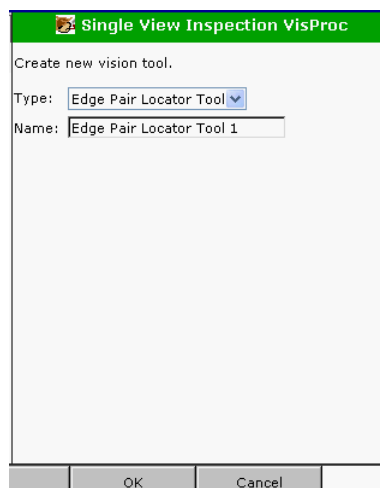 Single View Inspection VisProc
Create new vision tool.
Type: Edge Pair Locator Tool
Name: Edge Pair Locator Tool 1
OK Cancel